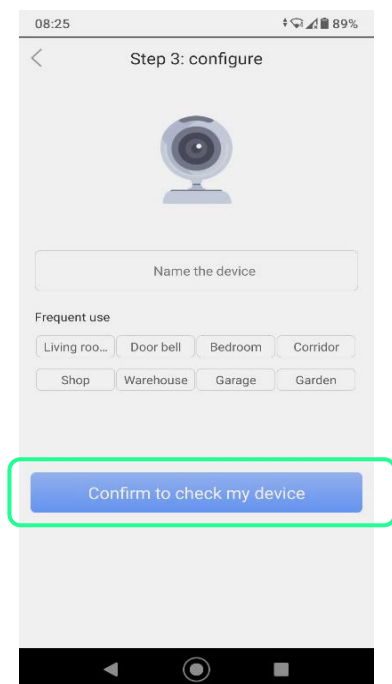 08:25 89%
Step 3: configure
Name the device
Frequent use
Living roo... Door bell Bedroom Corridor
Shop Warehouse Garage Garden
Confirm to check my device